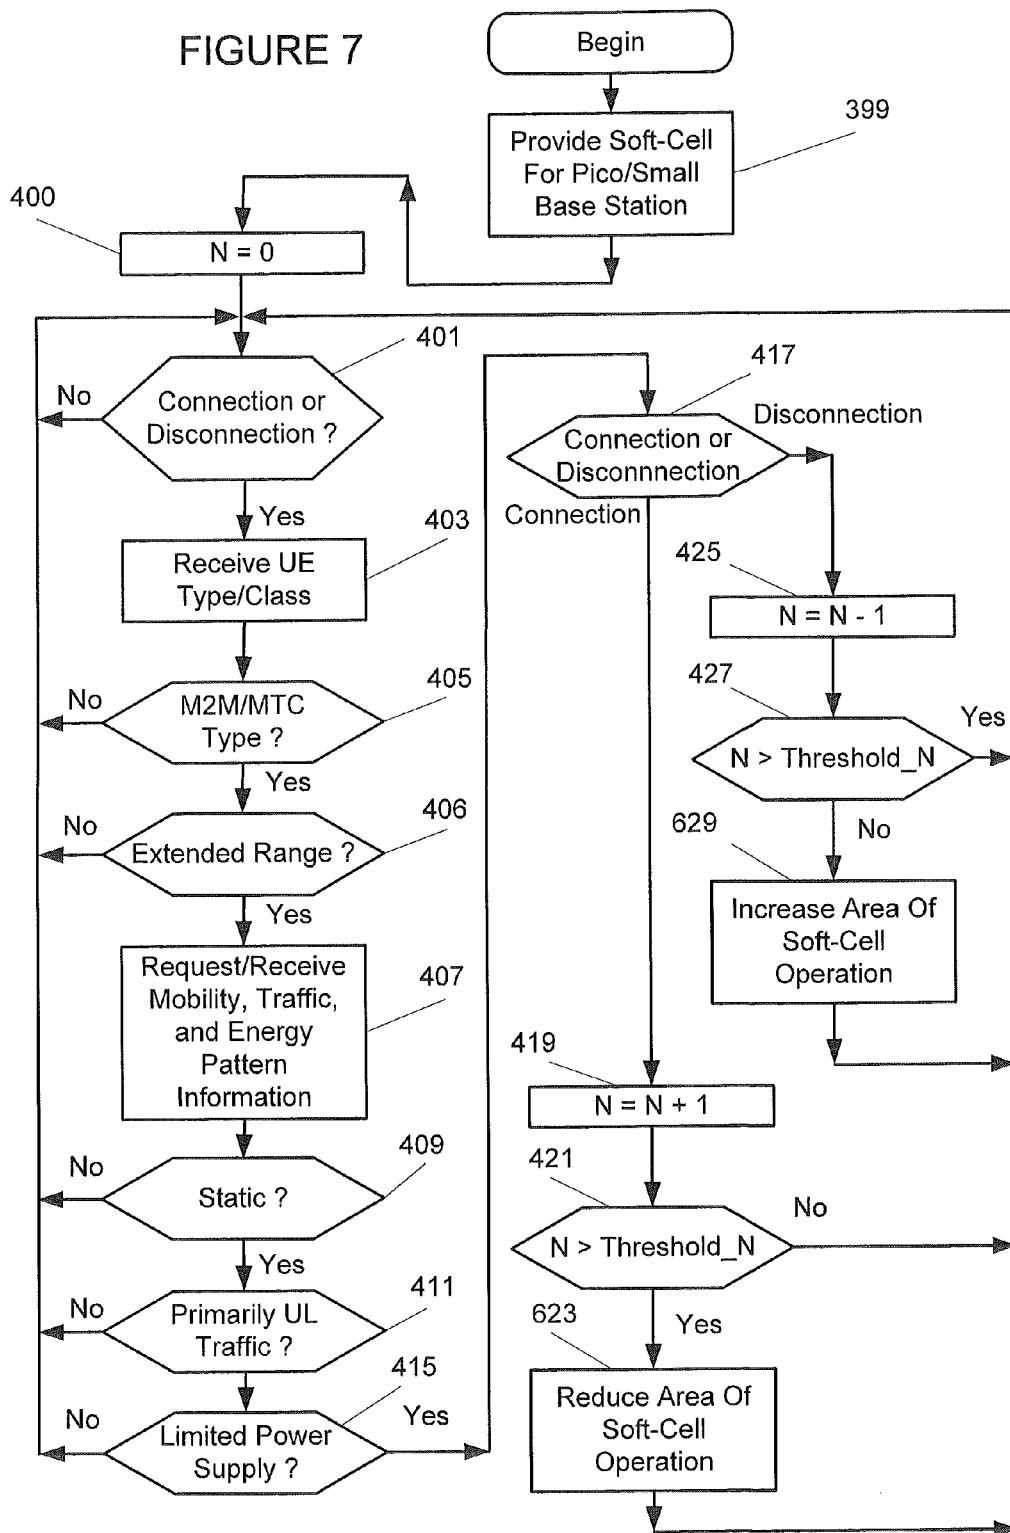 FIGURE 7
Begin
399
Provide Soft-Cell
For Pico/Small
Base Station
400
N = 0
401
Connection or
Disconnection ?
No
Yes
403
Receive UE
Type/Class
405
No
M2M/MTC
Type ?
Yes
406
No
Extended Range ?
Yes
407
Request/Receive
Mobility, Traffic,
and Energy
Pattern
Information
409
No
Static ?
Yes
411
No
Primarily UL
Traffic ?
415
No
Limited Power
Supply ?
Yes
417
Connection or
Disconnnection
Disconnection
Connection
425
N = N - 1
427
N > Threshold_N
Yes
No
629
Increase Area Of
Soft-Cell
Operation
419
N = N + 1
421
N > Threshold_N
No
Yes
623
Reduce Area Of
Soft-Cell
Operation